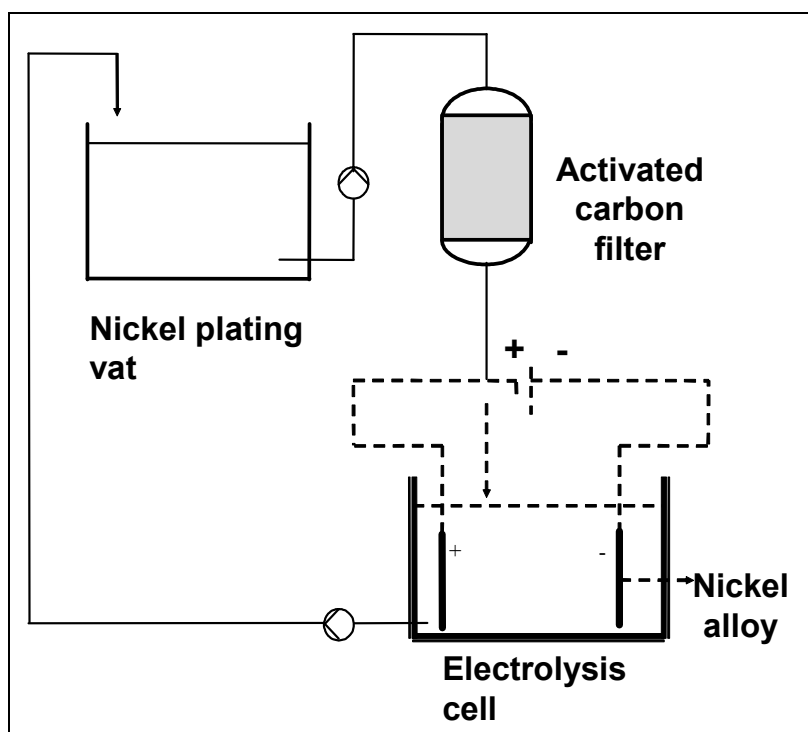 Activated
carbon
filter
Nickel plating
vat
+ -
+ -
Nickel
alloy
Electrolysis
cell